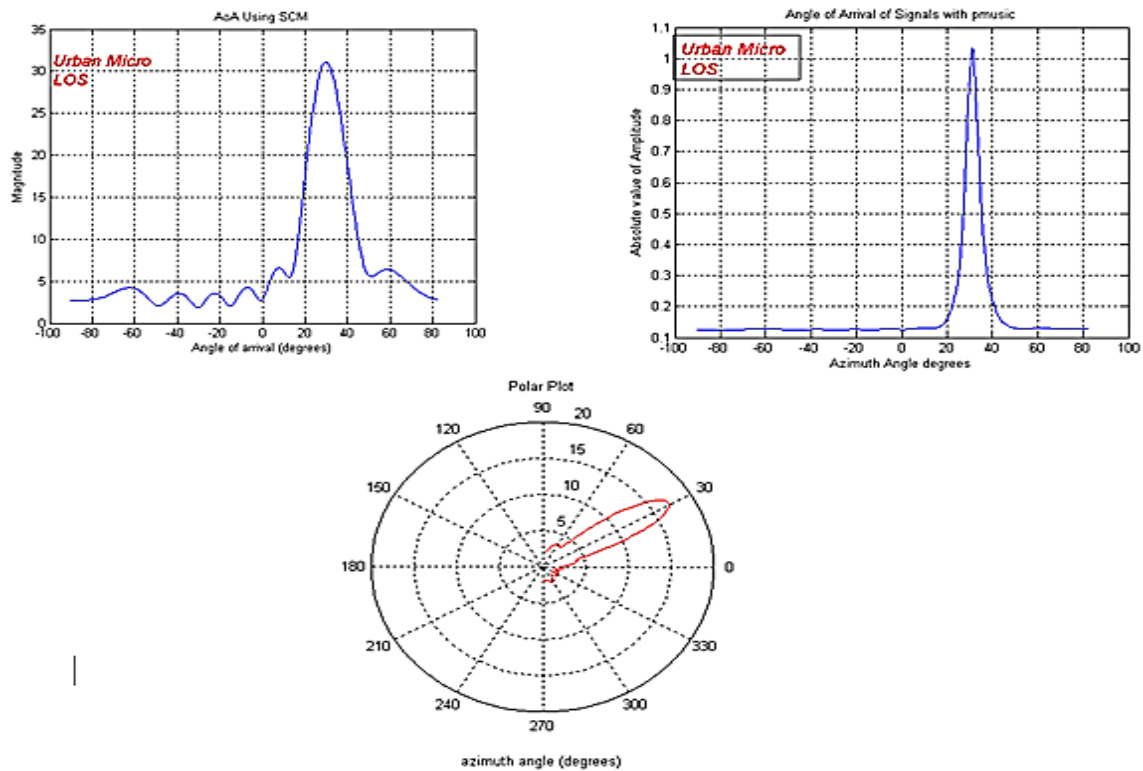 AoA Using SCM
Urban Micro
LOS
Magnitude
35
30
25
20
15
10
5
0
-100 -80 -60 -40 -20 0 20 40 60 80 100
Angle of arrival (degrees)
Angle of Arrival of Signals with pmusic
Urban Micro
LOS
Absolute value of Amplitude
1.1
1
0.9
0.8
0.7
0.6
0.5
0.4
0.3
0.2
0.1
-100 -80 -60 -40 -20 0 20 40 60 80 100
Azimuth Angle degrees
Polar Plot
90 20
120 60
15
150 10 30
5
180 0
210 330
240 300
270
azimuth angle (degrees)